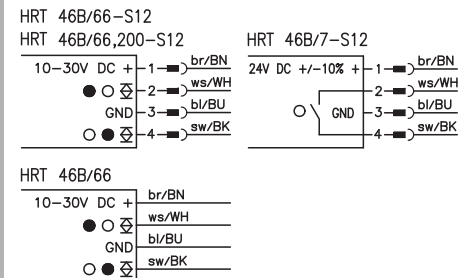 HRT 46B/66-S12
HRT 46B/66,200-S12
10-30V DC + 1 br/BN
2 ws/WH
GND 3 bl/BU
4 sw/BK
HRT 46B/7-S12
24V DC +/-10% + 1 br/BN
2 ws/WH
GND 3 bl/BU
4 sw/BK
HRT 46B/66
10-30V DC + br/BN
ws/WH
GND bl/BU
sw/BK